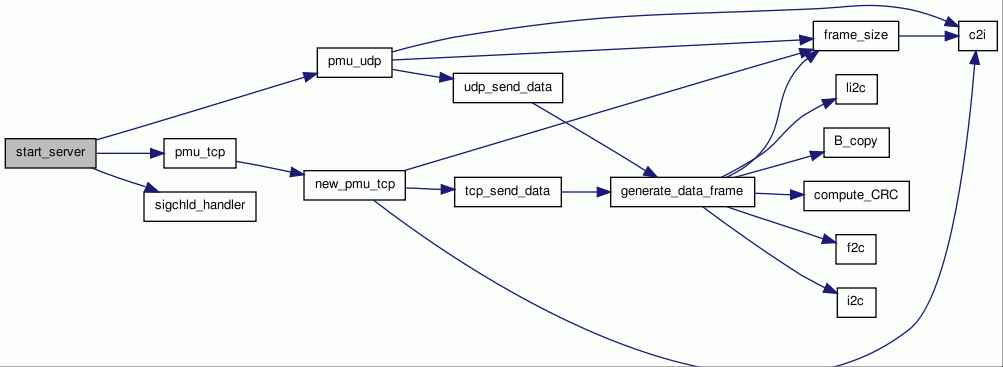 start_server
pmu_udp
pmu_tcp
sigchld_handler
new_pmu_tcp
udp_send_data
tcp_send_data
generate_data_frame
frame_size
li2c
B_copy
compute_CRC
f2c
i2c
c2i